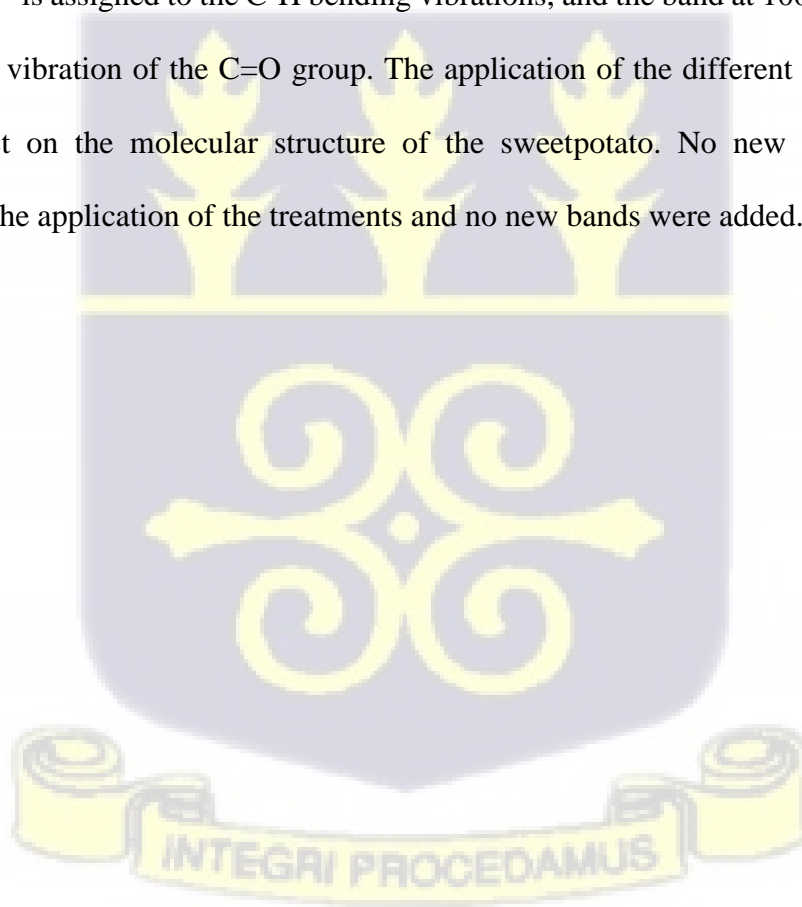 is assigned to the C-H bending vibrations, and the band at 100
vibration of the C=O group. The application of the different
t on the molecular structure of the sweetpotato. No new
he application of the treatments and no new bands were added.
INTEGRI PROCEDAMUS